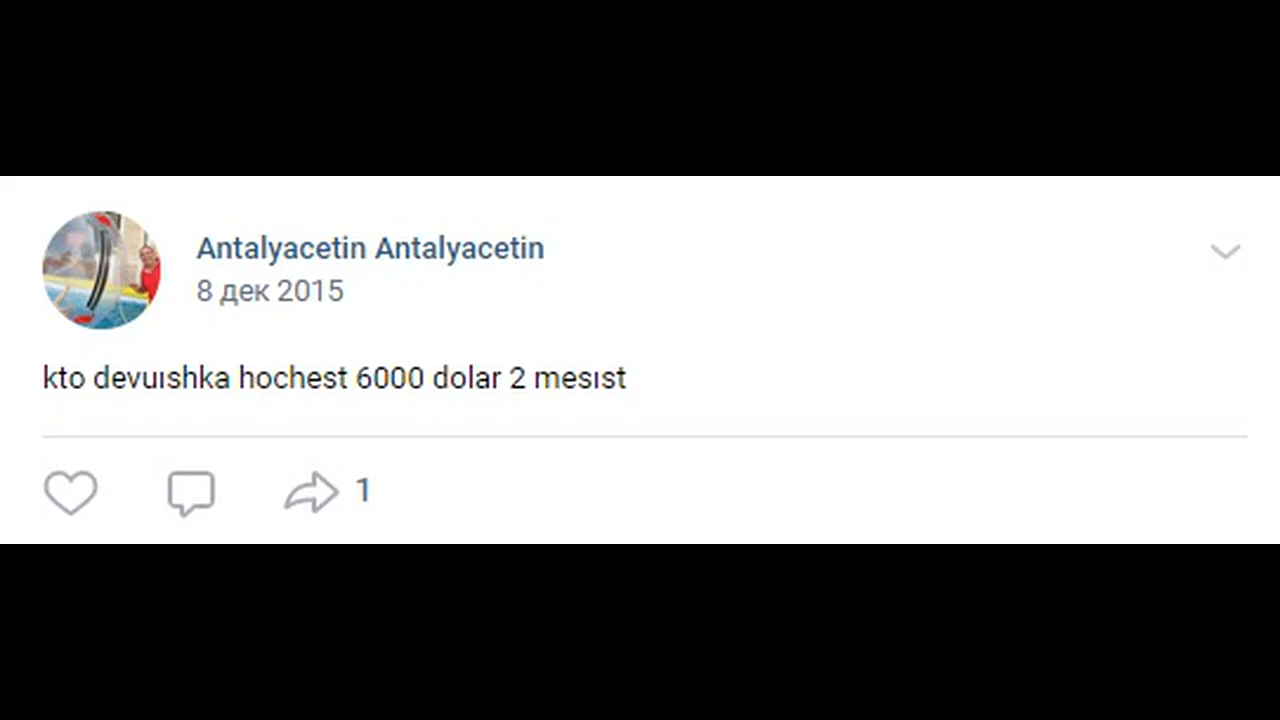 Antalyacetin Antalyacetin
8 дек 2015
kto devuıshka hochest 6000 dolar 2 mesıst
1